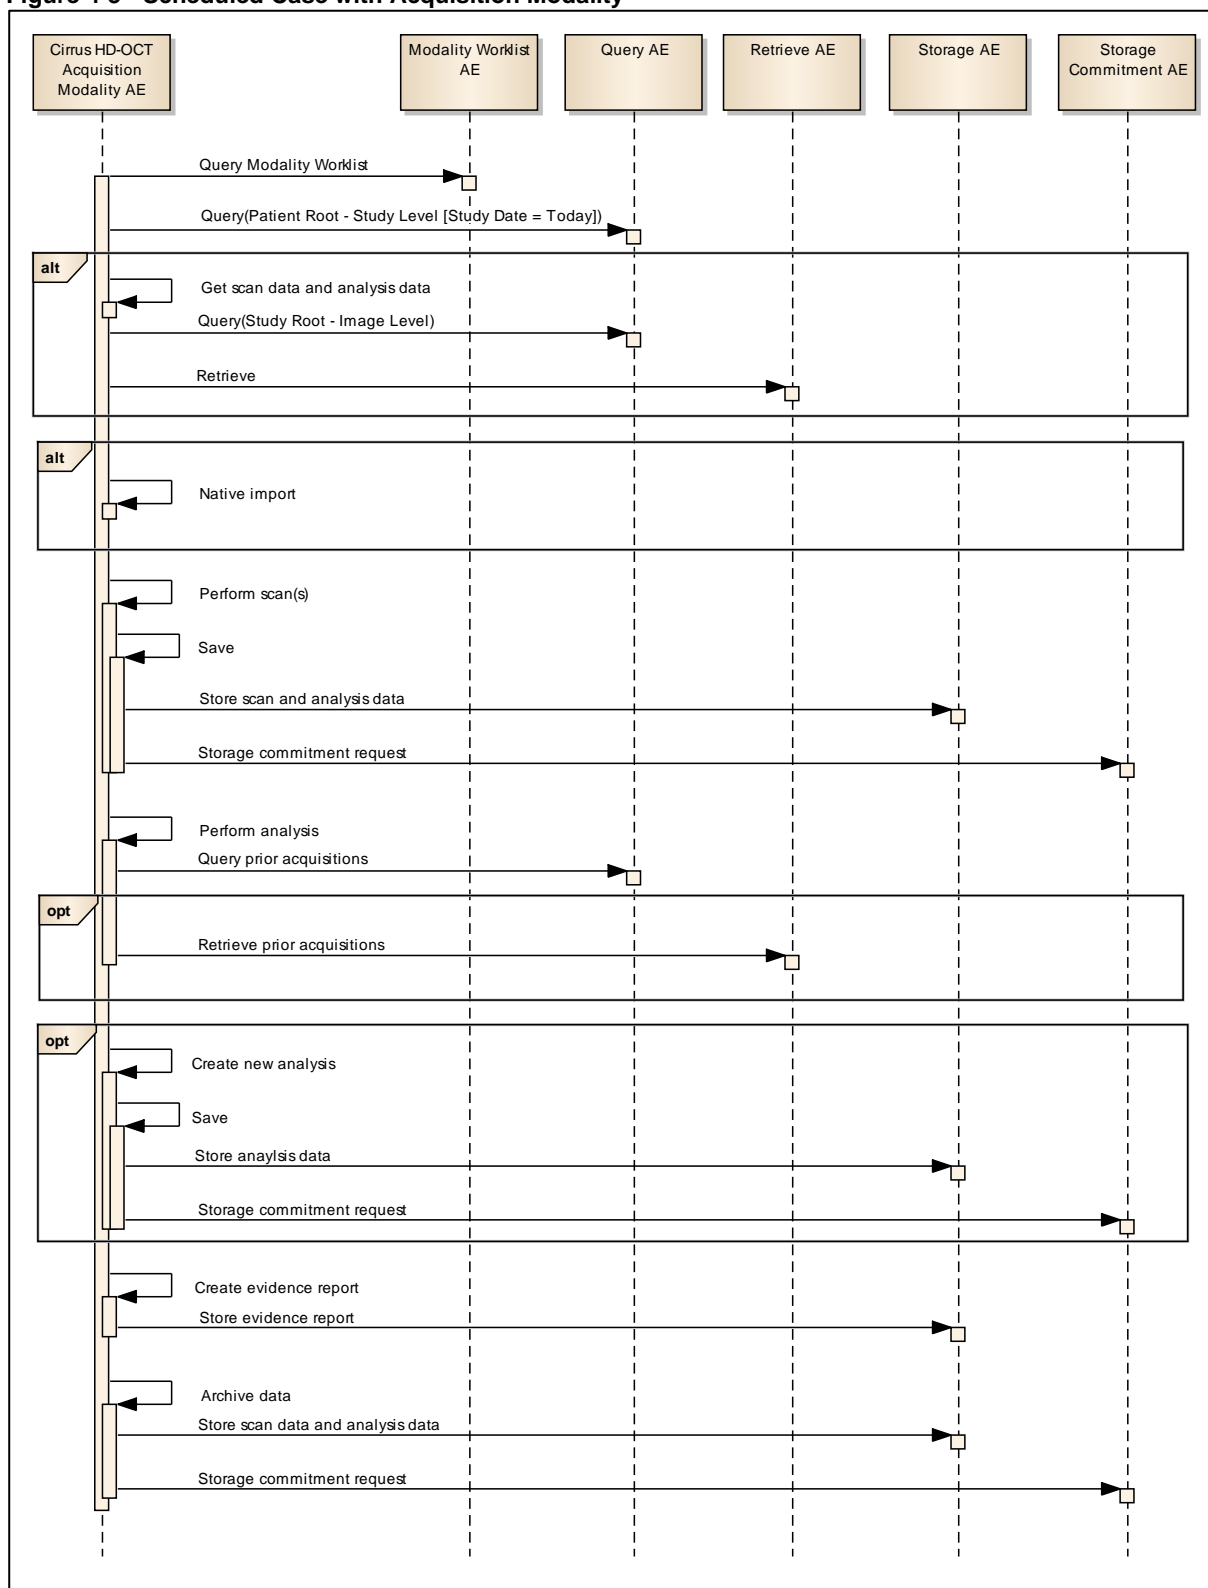 Figure 4-3 - Scheduled Case with Acquisition Modality
Cirrus HD-OCT
Acquisition
Modality AE
Modality Worklist
AE
Query AE
Retrieve AE
Storage AE
Storage
Commitment AE
Query Modality Worklist
Query(Patient Root - Study Level [Study Date = Today])
alt
Get scan data and analysis data
Query(Study Root - Image Level)
Retrieve
alt
Native import
Perform scan(s)
Save
Store scan and analysis data
Storage commitment request
Perform analysis
Query prior acquisitions
opt
Retrieve prior acquisitions
opt
Create new analysis
Save
Store anaylsis data
Storage commitment request
Create evidence report
Store evidence report
Archive data
Store scan data and analysis data
Storage commitment request